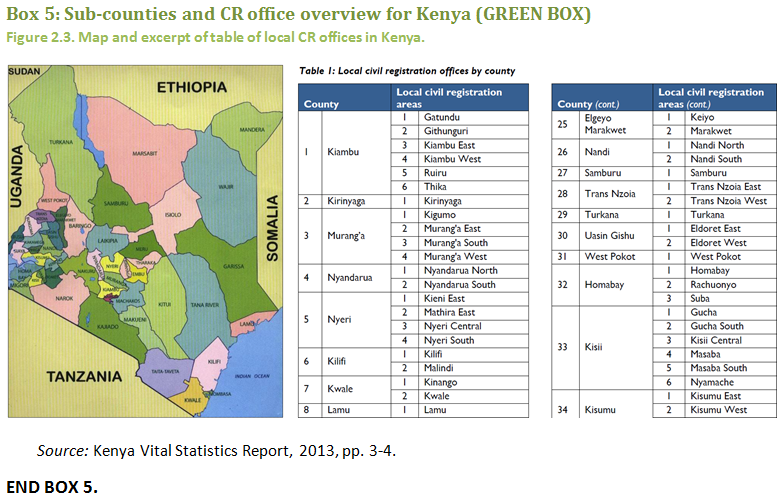 Box 5: Sub-counties and CR office overview for Kenya (GREEN BOX)
Figure 2.3. Map and excerpt of table of local CR offices in Kenya.
SUDAN
ETHIOPIA
UGANDA
SOMALIA
TANZANIA
INDIAN OCEAN
TURKANA
MARSABIT
MANDERA
WAJIR
WEST POKOT
SAMBURU
ISIOLO
BARINGO
LAIKIPIA
MERU
THARAKA
NYERI
EMBU
GARISSA
NAKURU
KIAMBU
NAROK
MACHAKOS
KITUI
TANA RIVER
MAKUENI
KAJIADO
LAMU
TAITA-TAVETA
KILIFI
KWALE
MOMBASA
MIGORI
Table 1: Local civil registration offices by county
County Local civil registration areas
1 Kiambu 1 Gatundu
2 Githunguri
3 Kiambu East
4 Kiambu West
5 Ruiru
6 Thika
2 Kirinyaga 1 Kirinyaga
3 Murang'a 1 Kigumo
2 Murang'a East
3 Murang'a South
4 Murang'a West
4 Nyandarua 1 Nyandarua North
2 Nyandarua South
5 Nyeri 1 Kieni East
2 Mathira East
3 Nyeri Central
4 Nyeri South
6 Kilifi 1 Kilifi
2 Malindi
7 Kwale 1 Kinango
2 Kwale
8 Lamu 1 Lamu
County (cont.) Local civil registration areas (cont.)
25 Elgeyo Marakwet 1 Keiyo
2 Marakwet
26 Nandi 1 Nandi North
2 Nandi South
27 Samburu 1 Samburu
28 Trans Nzoia 1 Trans Nzoia East
2 Trans Nzoia West
29 Turkana 1 Turkana
30 Uasin Gishu 1 Eldoret East
2 Eldoret West
31 West Pokot 1 West Pokot
32 Homabay 1 Homabay
2 Rachuonyo
3 Suba
33 Kisii 1 Gucha
2 Gucha South
3 Kisii Central
4 Masaba
5 Masaba South
6 Nyamache
34 Kisumu 1 Kisumu East
2 Kisumu West
Source: Kenya Vital Statistics Report, 2013, pp. 3-4.
END BOX 5.